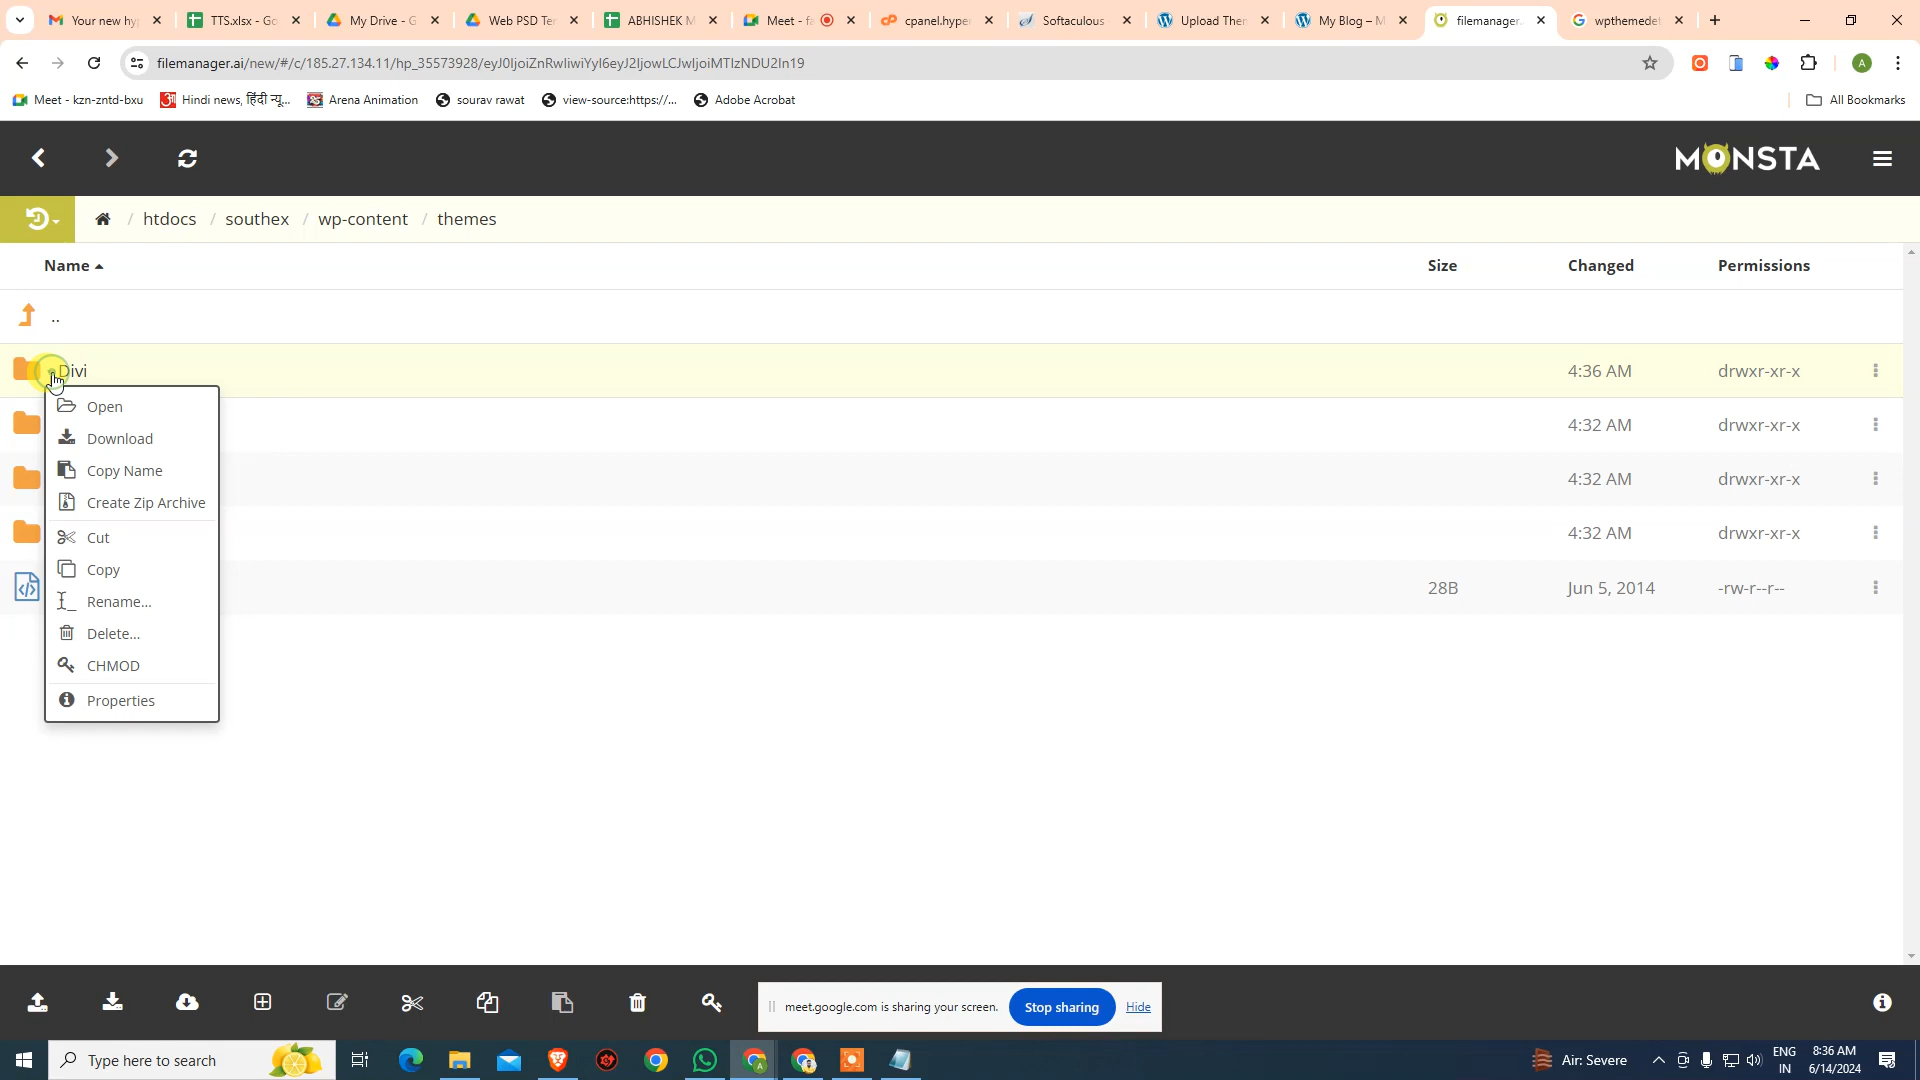 Your new hy
TTS.xlsx - Go
My Drive - G
Web PSD Ter
ABHISHEK M
Meet - fa
cpanel.hyper
Softaculous
Upload Then
My Blog – M
filemanager.
wpthemedet
filemanager.ai/new/#/c/185.27.134.11/hp_35573928/eyJ0IjoiZnRwIiwiYyI6eyJ2IjowLCJwIjoiMTIzNDU2In19
A
Meet - kzn-zntd-bxu
Hindi news, हिंदी न्यू...
Arena Animation
sourav rawat
view-source:https://...
Adobe Acrobat
All Bookmarks
MONSTA
/ htdocs / southex / wp-content / themes
Name Size Changed Permissions
..
Divi 4:36 AM drwxr-xr-x
4:32 AM drwxr-xr-x
4:32 AM drwxr-xr-x
4:32 AM drwxr-xr-x
28B Jun 5, 2014 -rw-r--r--
Open
Download
Copy Name
Create Zip Archive
Cut
Copy
Rename...
Delete...
CHMOD
Properties
meet.google.com is sharing your screen. Stop sharing Hide
Type here to search
Air: Severe
ENG
IN
8:36 AM
6/14/2024